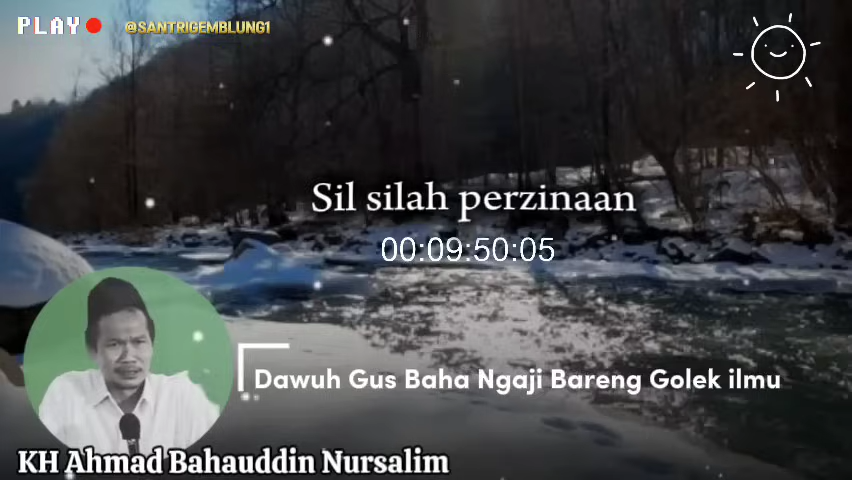 PLAY
@SANTRIGEMBLUNG1
Sil silah perzinaan
00:09:50:05
Dawuh Gus Baha Ngaji Bareng Golek ilmu
KH Ahmad Bahauddin Nursalim